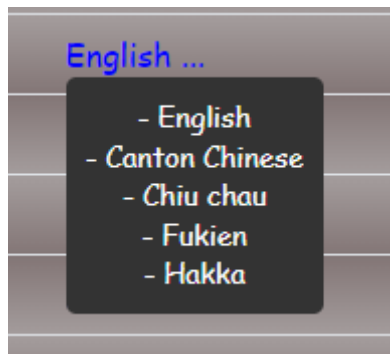 English ...
- English
- Canton Chinese
- Chiu chau
- Fukien
- Hakka